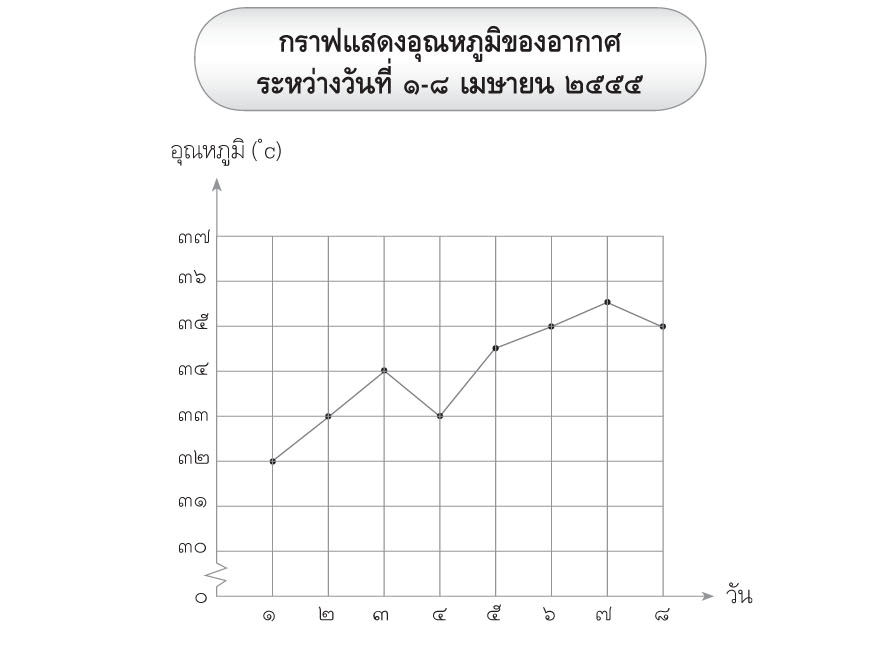 กราฟแสดงอุณหภูมิของอากาศ
ระหว่างวันที่ ๑-๘ เมษายน ๒๕๕๕
อุณหภูมิ (°c)
๓๗
๓๖
๓๕
๓๔
๓๓
๓๒
๓๑
๓๐
๐
๑ ๒ ๓ ๔ ๕ ๖ ๗ ๘ วัน